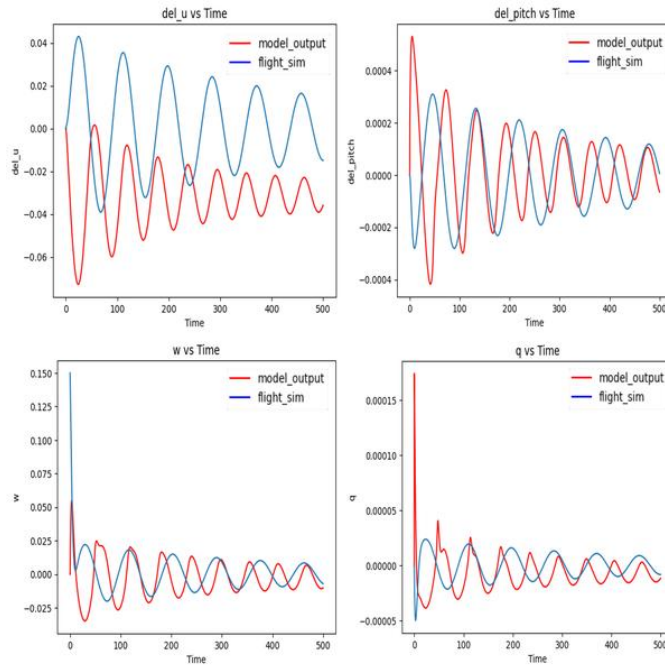 del_u vs Time
model_output
flight_sim
0.04
0.02
0.00
−0.02
−0.04
−0.06
del_u
0 100 200 300 400 500
Time
del_pitch vs Time
model_output
flight_sim
0.0004
0.0002
0.0000
−0.0002
−0.0004
del_pitch
0 100 200 300 400 500
Time
w vs Time
model_output
flight_sim
0.150
0.125
0.100
0.075
0.050
0.025
0.000
−0.025
w
0 100 200 300 400 500
Time
q vs Time
model_output
flight_sim
0.00015
0.00010
0.00005
0.00000
−0.00005
q
0 100 200 300 400 500
Time